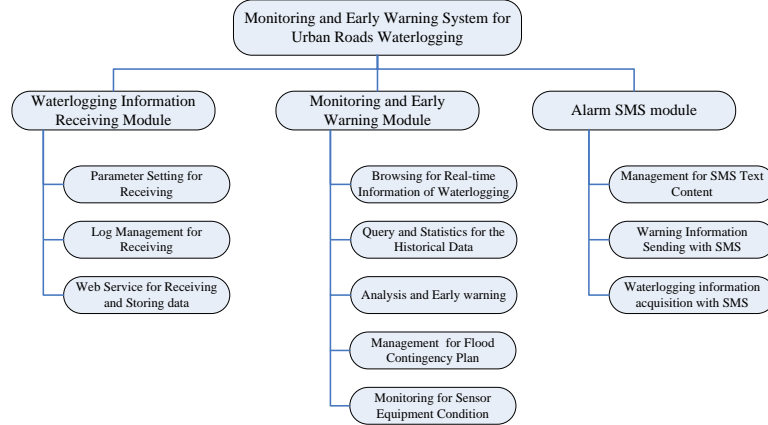 Monitoring and Early Warning System for
Urban Roads Waterlogging
Waterlogging Information
Receiving Module
Parameter Setting for
Receiving
Log Management for
Receiving
Web Service for Receiving
and Storing data
Monitoring and Early
Warning Module
Browsing for Real-time
Information of Waterlogging
Query and Statistics for the
Historical Data
Analysis and Early warning
Management for Flood
Contingency Plan
Monitoring for Sensor
Equipment Condition
Alarm SMS module
Management for SMS Text
Content
Warning Information
Sending with SMS
Waterlogging information
acquisition with SMS